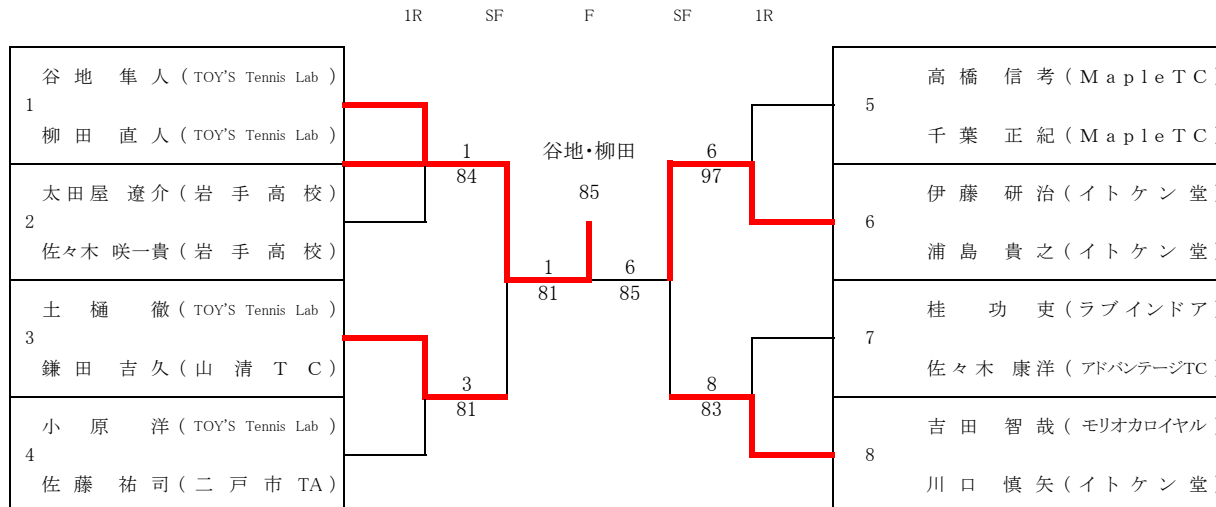 1R SF F SF 1R
谷地 隼人 (TOY'S Tennis Lab)
1
柳田 直人 (TOY'S Tennis Lab)
太田屋 遼介 (岩手高校)
2
佐々木 咲一貴 (岩手高校)
土樋 徹 (TOY'S Tennis Lab)
3
鎌田 吉久 (山清TC)
小原 洋 (TOY'S Tennis Lab)
4
佐藤 祐司 (二戸市TA)
1
84
3
81
1
81
谷地・柳田
85
6
85
6
97
8
83
高橋 信考 (MapleTC)
5
千葉 正紀 (MapleTC)
伊藤 研治 (イトケン堂)
6
浦島 貴之 (イトケン堂)
桂 功吏 (ラブインドア)
7
佐々木 康洋 (アドバンテージTC)
吉田 智哉 (モリオカロイヤル)
8
川口 慎矢 (イトケン堂)